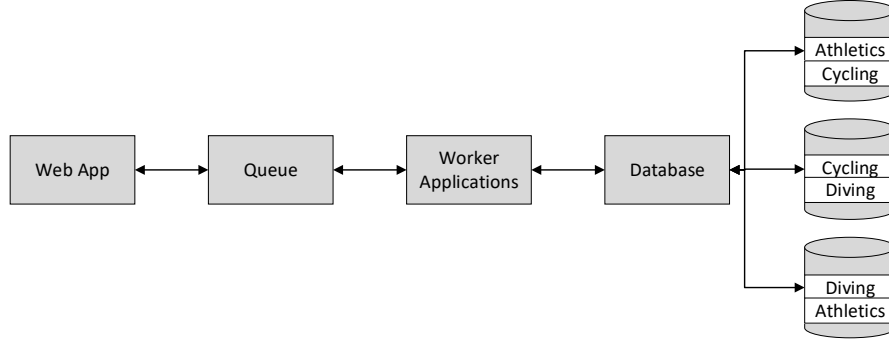 Web App
Queue
Worker
Applications
Database
Athletics
Cycling
Cycling
Diving
Diving
Athletics